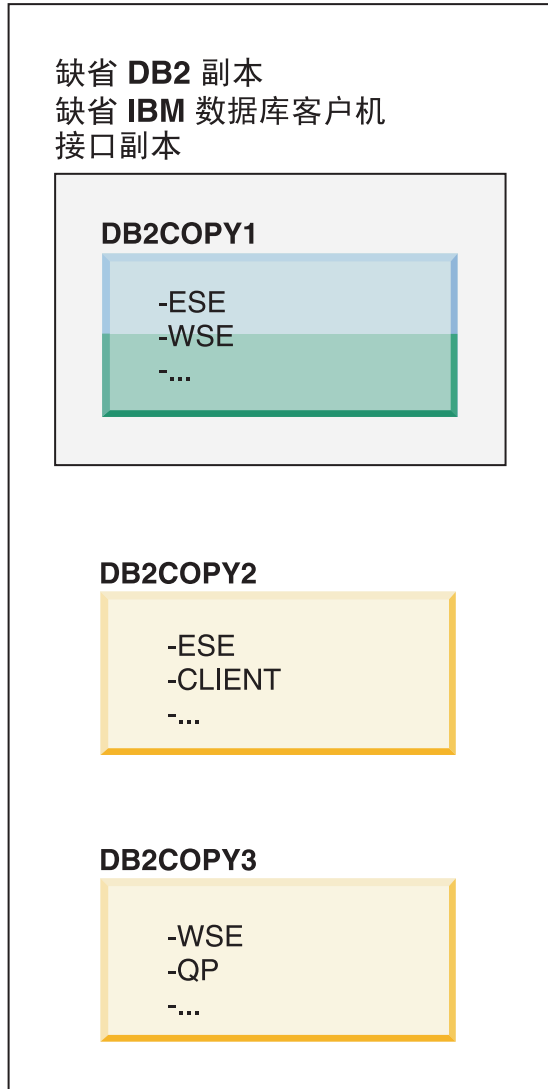 缺省 DB2 副本
缺省 IBM 数据库客户机
接口副本
DB2COPY1
-ESE
-WSE
-...
DB2COPY2
-ESE
-CLIENT
-...
DB2COPY3
-WSE
-QP
-...